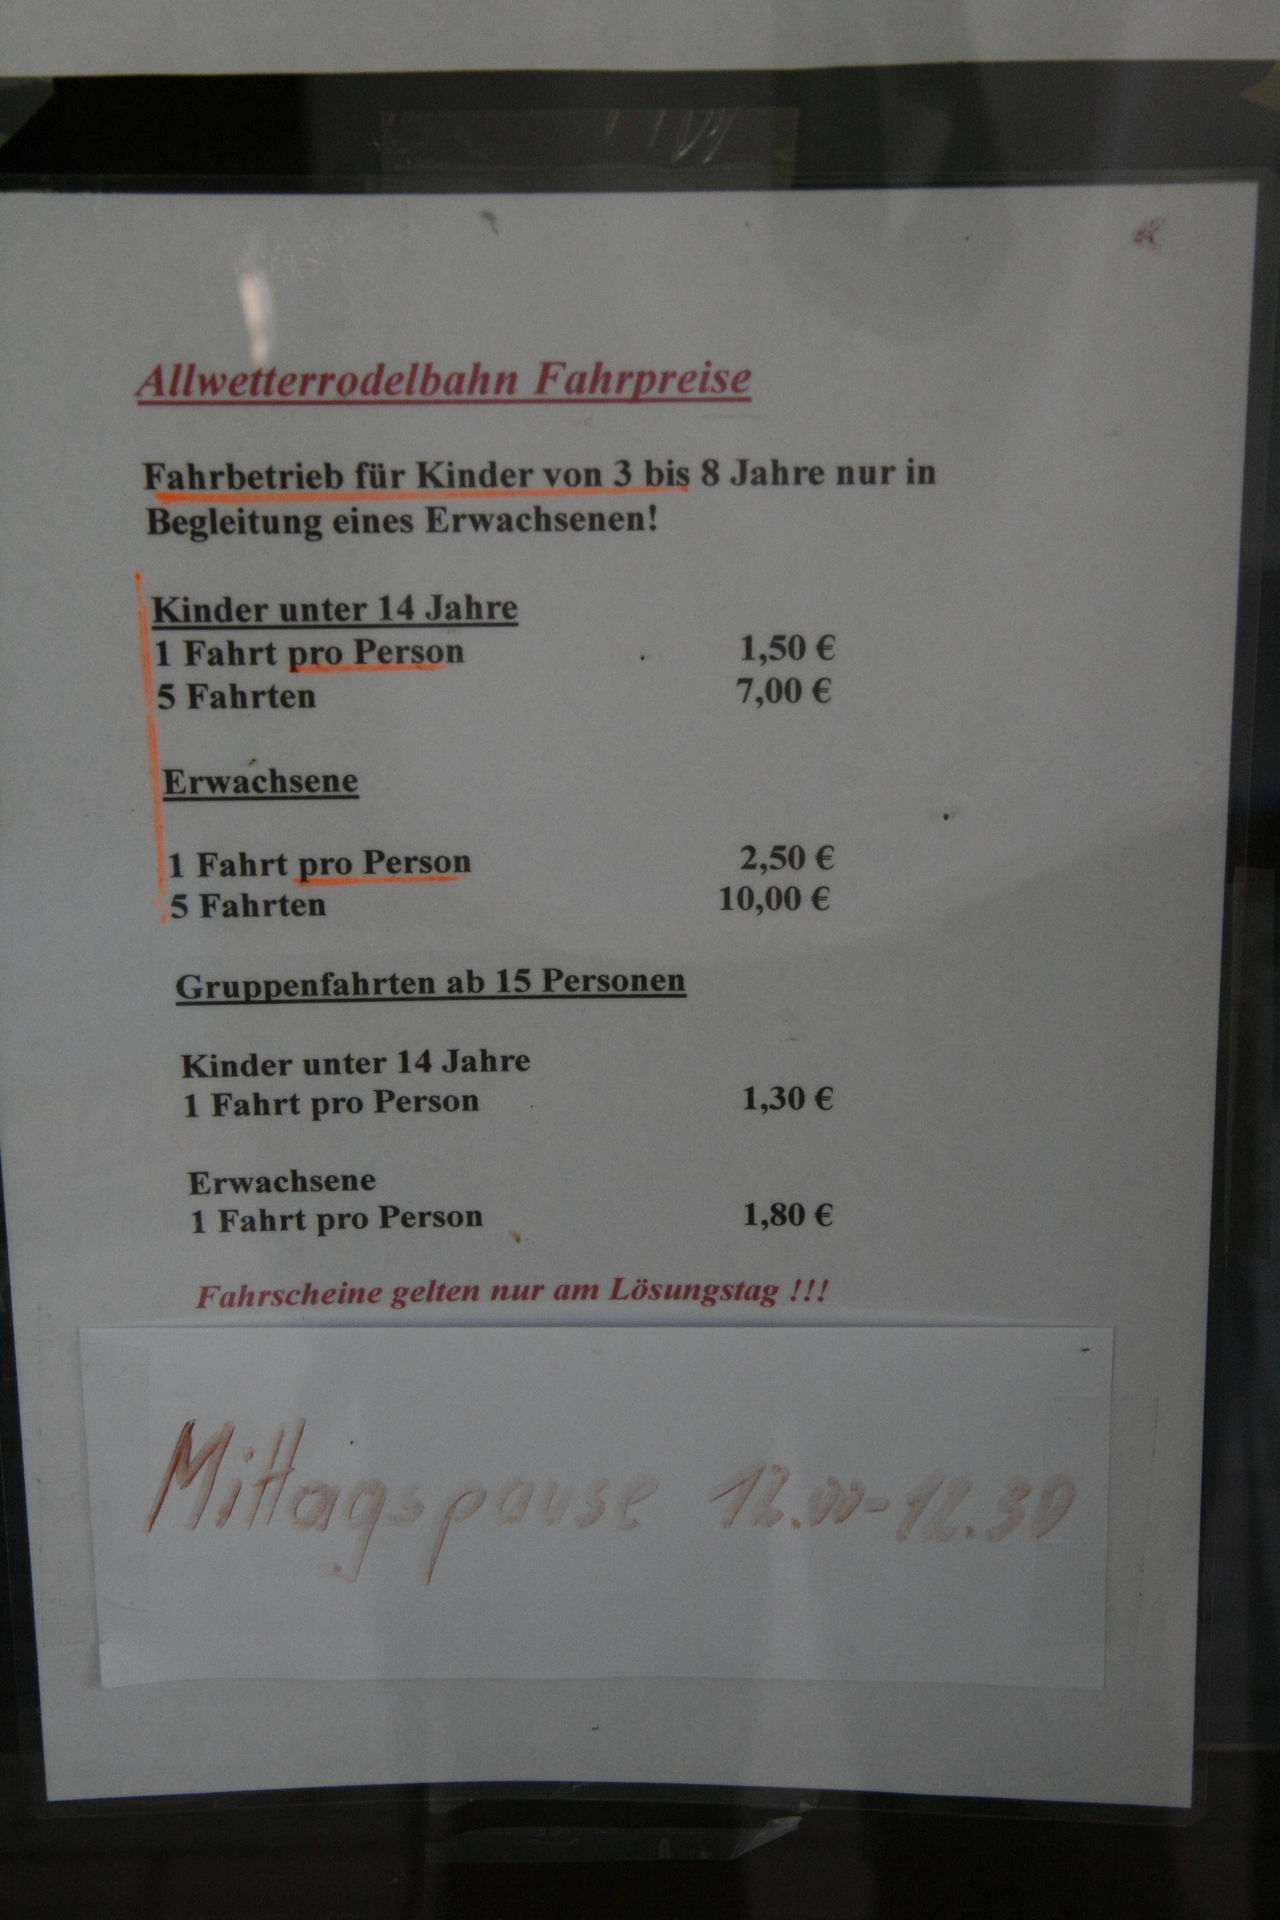 Allwetterrodelbahn Fahrpreise
Fahrbetrieb für Kinder von 3 bis 8 Jahre nur in
Begleitung eines Erwachsenen!
Kinder unter 14 Jahre
1 Fahrt pro Person 1,50 €
5 Fahrten 7,00 €
Erwachsene
1 Fahrt pro Person 2,50 €
5 Fahrten 10,00 €
Gruppenfahrten ab 15 Personen
Kinder unter 14 Jahre
1 Fahrt pro Person 1,30 €
Erwachsene
1 Fahrt pro Person 1,80 €
Fahrscheine gelten nur am Lösungstag !!!
Mittagspause 12.00-12.30